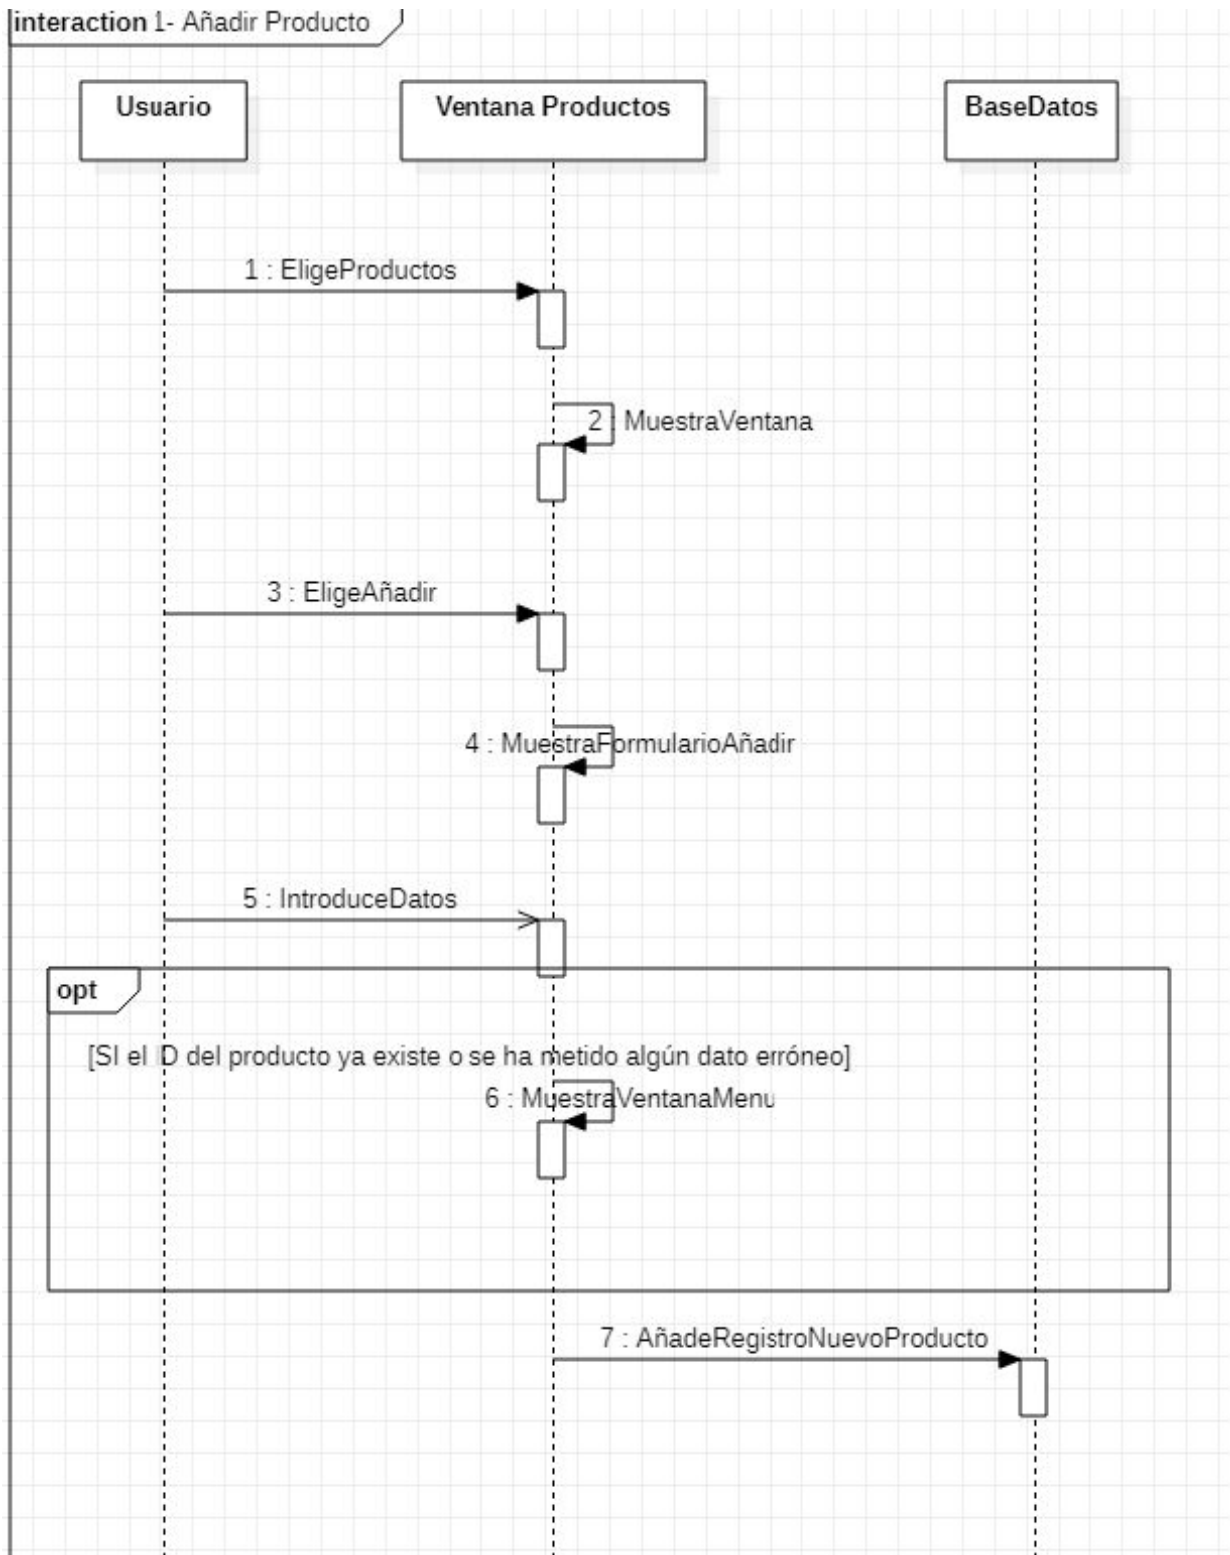 interaction 1- Añadir Producto
Usuario
Ventana Productos
BaseDatos
1 : EligeProductos
2 : MuestraVentana
3 : EligeAñadir
4 : MuestraFormularioAñadir
5 : IntroduceDatos
opt
[SI el ID del producto ya existe o se ha metido algún dato erróneo]
6 : MuestraVentanaMenu
7 : AñadeRegistroNuevoProducto